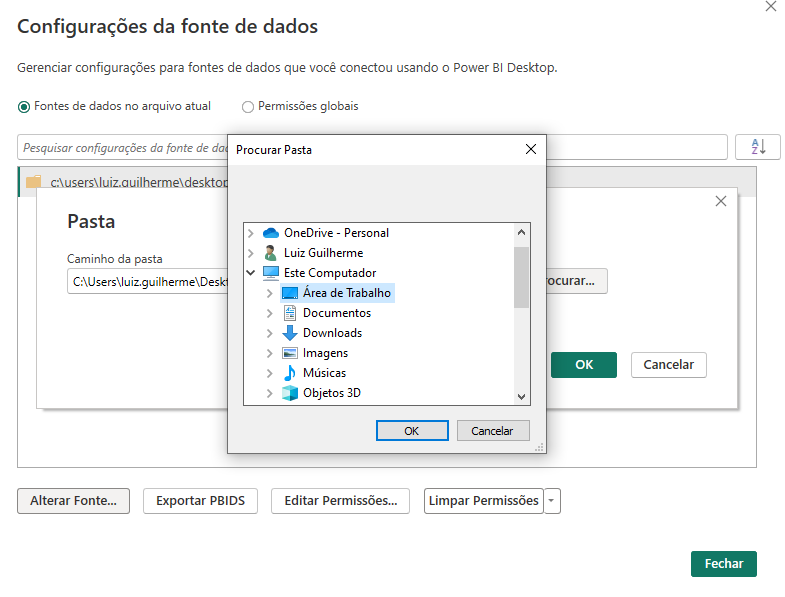 Configurações da fonte de dados
Gerenciar configurações para fontes de dados que você conectou usando o Power BI Desktop.
Fontes de dados no arquivo atual
Permissões globais
Pesquisar configurações da fonte de
c:\users\luiz.guilherme\desktop
Pasta
Caminho da pasta
C:\Users\luiz.guilherme\Desk
rocurar...
OK
Cancelar
Procurar Pasta
OneDrive - Personal
Luiz Guilherme
Este Computador
Área de Trabalho
Documentos
Downloads
Imagens
Músicas
Objetos 3D
OK
Cancelar
Alterar Fonte...
Exportar PBIDS
Editar Permissões...
Limpar Permissões
Fechar